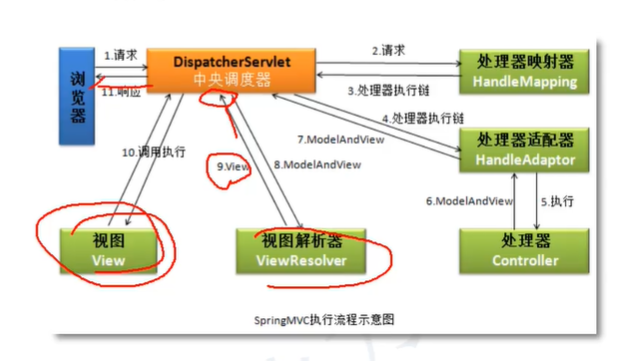 浏
览
器
1.请求
11.响应
DispatcherServlet
中央调度器
2.请求
3.处理器执行链
处理器映射器
HandleMapping
4.处理器执行链
7.ModelAndView
处理器适配器
HandleAdaptor
10.调用执行
9.View
8.ModelAndView
6.ModelAndView
5.执行
视图
View
视图解析器
ViewResolver
处理器
Controller
SpringMVC执行流程示意图